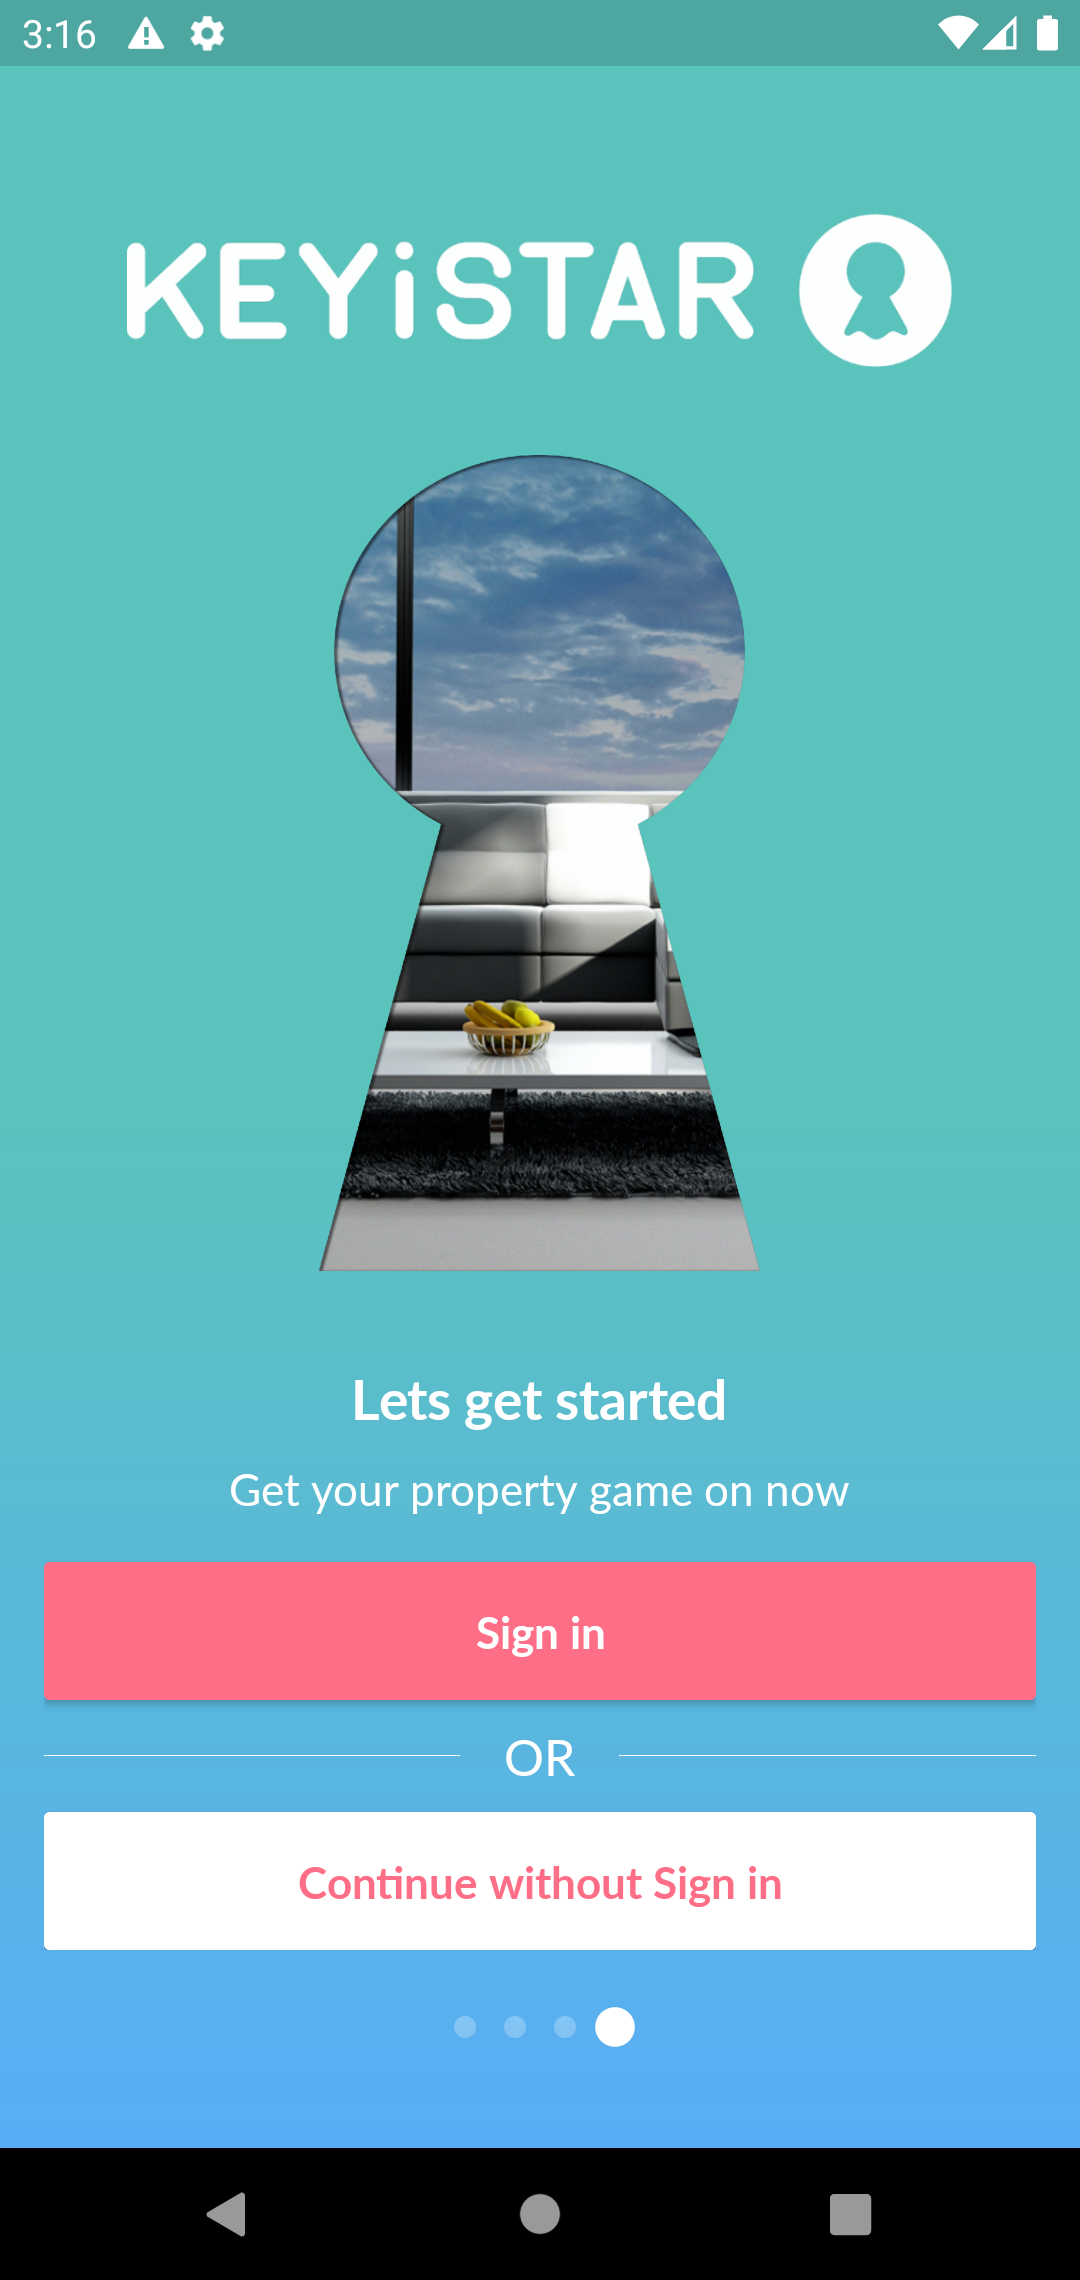 3:16
KEYiSTAR
Lets get started
Get your property game on now
Sign in
OR
Continue without Sign in